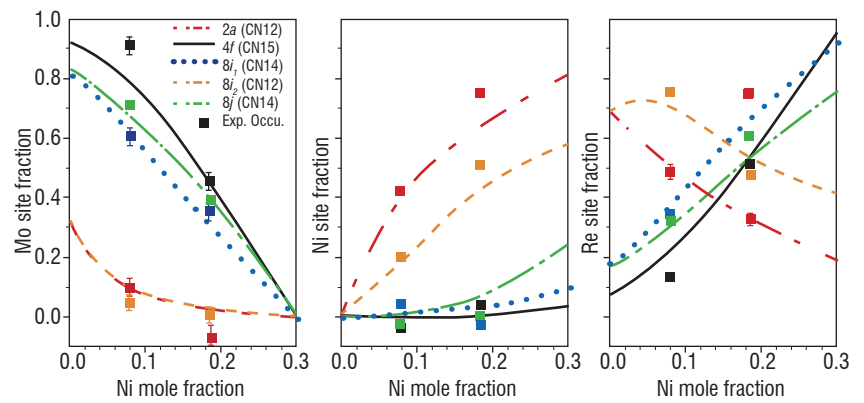 1.0
0.8
0.6
0.4
0.2
0.0
Mo site fraction
2a (CN12)
4f (CN15)
8i1 (CN14)
8i2 (CN12)
8j (CN14)
Exp. Occu.
0.0 0.1 0.2 0.3
Ni mole fraction
Ni site fraction
0.0 0.1 0.2 0.3
Ni mole fraction
Re site fraction
0.0 0.1 0.2 0.3
Ni mole fraction